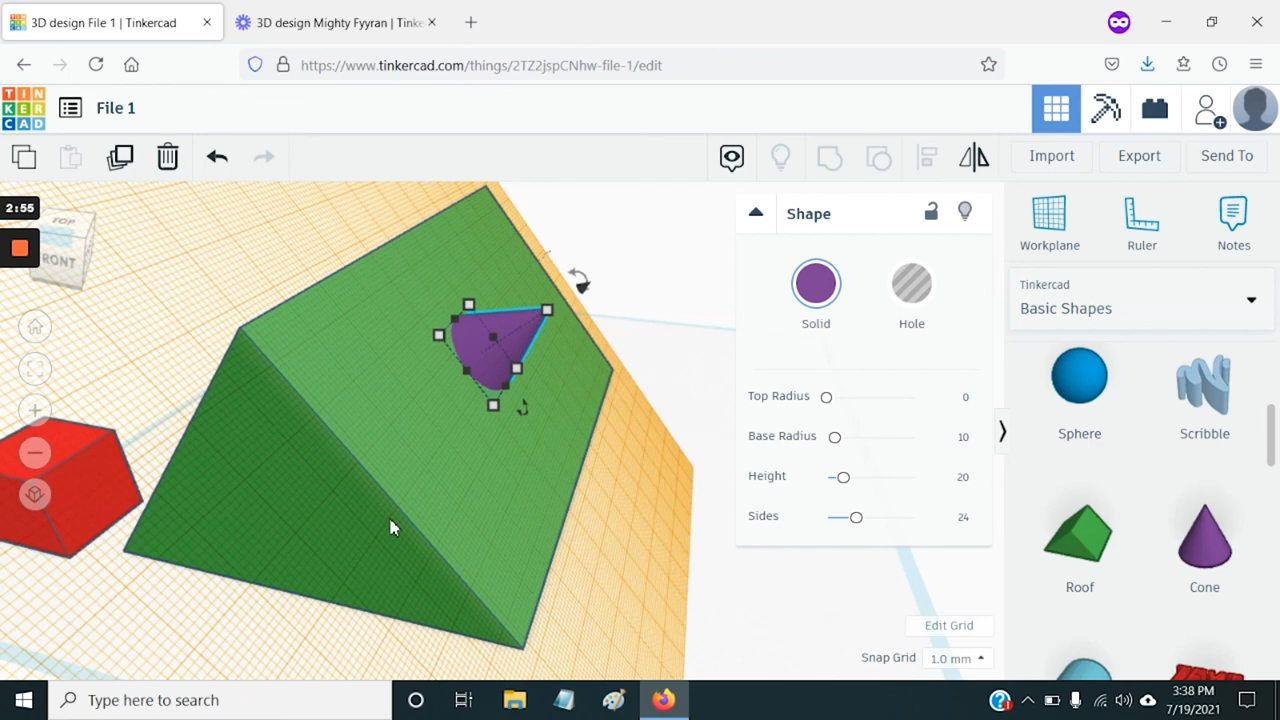 3D design File 1 | Tinkercad
3D design Mighty Fyyran | Tinke
https://www.tinkercad.com/things/2TZ2jspCNhw-file-1/edit
TIN
KER
CAD
File 1
Import
Export
Send To
2:55
TOP
FRONT
Shape
Solid
Hole
Top Radius
0
Base Radius
10
Height
20
Sides
24
Workplane
Ruler
Notes
Tinkercad
Basic Shapes
Sphere
Scribble
Roof
Cone
Edit Grid
Snap Grid
1.0 mm
Type here to search
3:38 PM
7/19/2021